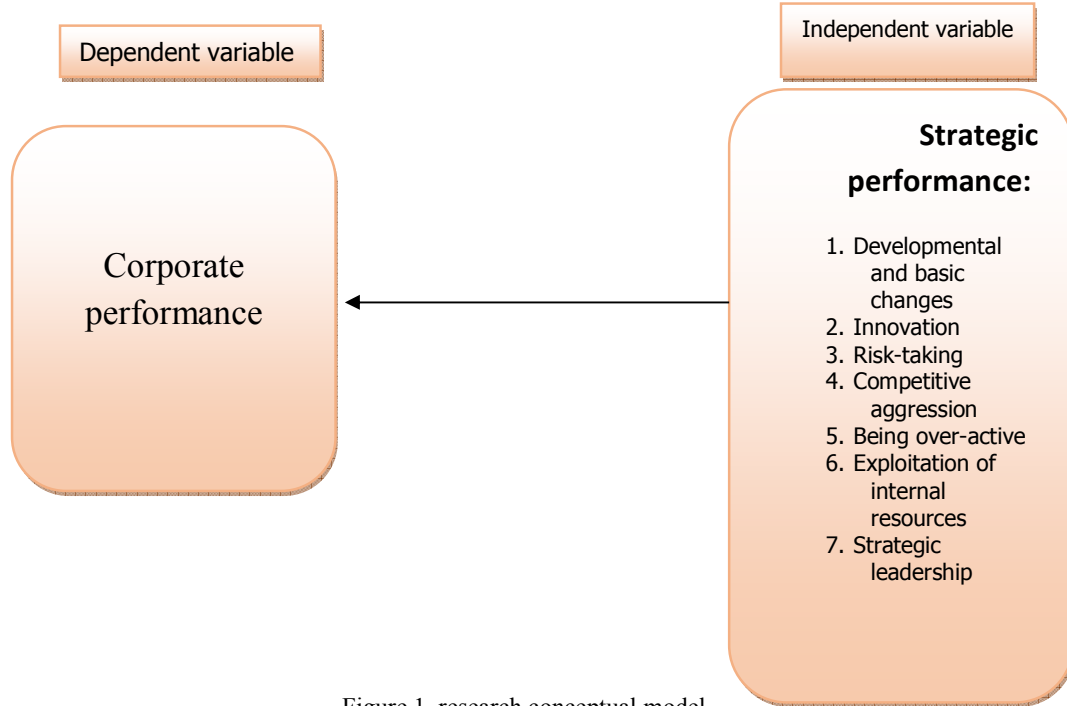 Dependent variable
Independent variable
Corporate
performance
Strategic
performance:
1. Developmental
and basic
changes
2. Innovation
3. Risk-taking
4. Competitive
aggression
5. Being over-active
6. Exploitation of
internal
resources
7. Strategic
leadership
Figure 1. research conceptual model